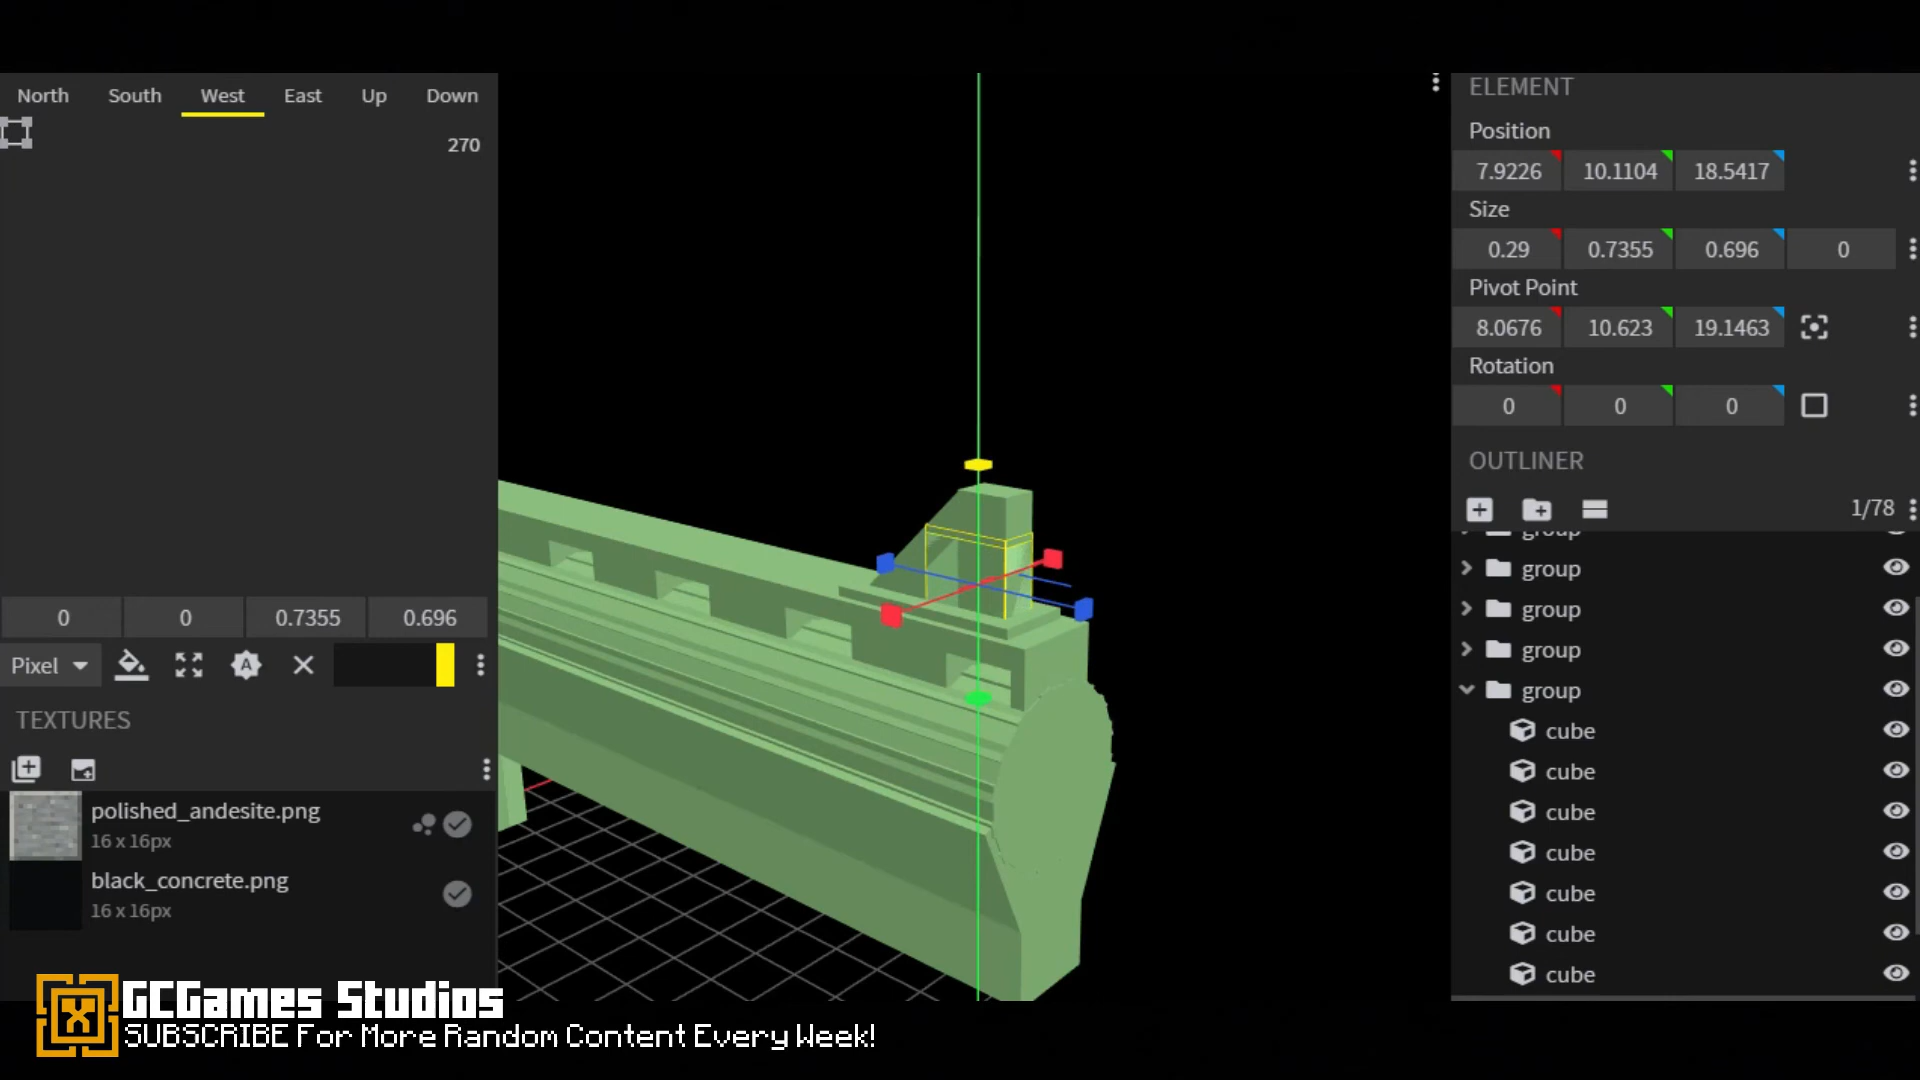 North South West East Up Down
270
0 0 0.7355 0.696
Pixel
TEXTURES
polished_andesite.png
16 x 16px
black_concrete.png
16 x 16px
ELEMENT
Position
7.9226 10.1104 18.5417
Size
0.29 0.7355 0.696 0
Pivot Point
8.0676 10.623 19.1463
Rotation
0 0 0
OUTLINER
1/78
group
group
group
group
group
cube
cube
cube
cube
cube
cube
cube
GCGames Studios
SUBSCRIBE For More Random Content Every Week!